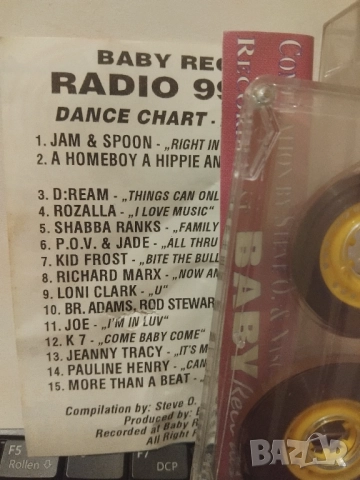 BABY REC
RADIO 99
DANCE CHART -
1. JAM & SPOON - „RIGHT IN
2. A HOMEBOY A HIPPIE AN
3. D:REAM - „THINGS CAN ONL
4. ROZALLA - „I LOVE MUSIC"
5. SHABBA RANKS - „FAMILY
6. P.O.V. & JADE - „ALL THRU
7. KID FROST - „BITE THE BULL
8. RICHARD MARX - „NOW AN
9. LONI CLARK - „U"
10. BR. ADAMS, ROD STEWAR
11. JOE - „I'M IN LUV"
12. K 7 - „COME BABY COME"
13. JEANNY TRACY - „IT'S M
14. PAULINE HENRY - „CAN
15. MORE THAN A BEAT - „
Compilation by: Steve O.
Produced by:
Recorded at Baby R
All Right
BABY
F5
Rollen
F7
DCP
BAZAR.BG